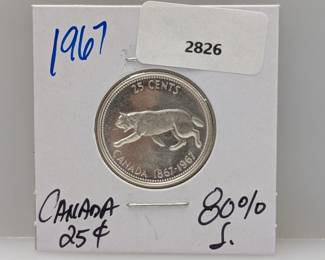 1967
2826
25 CENTS
CANADA 1867-1967
CANADA
25¢
80%
S.